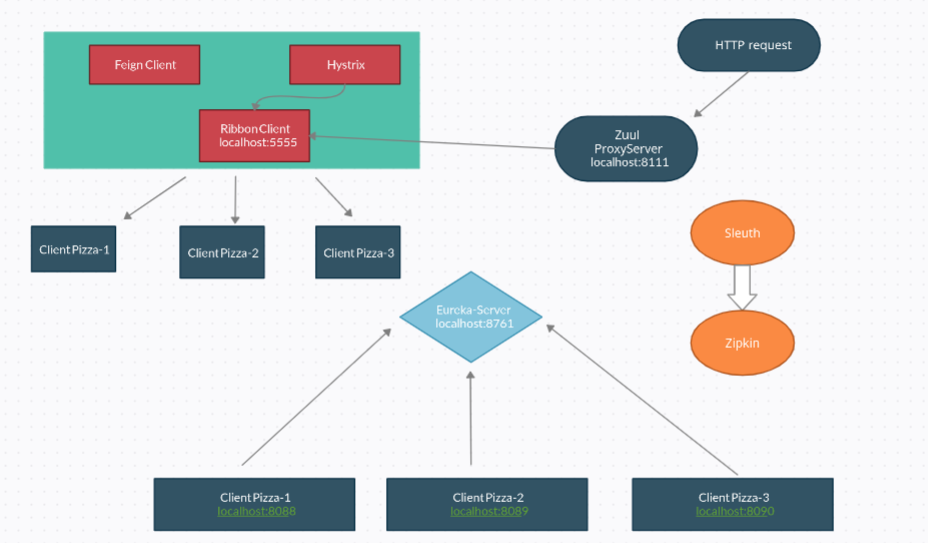 HTTP request
Feign Client
Hystrix
Ribbon Client
localhost:5555
Zuul
ProxyServer
localhost:8111
Client Pizza-1
Client Pizza-2
Client Pizza-3
Sleuth
Eureka-Server
localhost:8761
Zipkin
Client Pizza-1
localhost:8088
Client Pizza-2
localhost:8089
Client Pizza-3
localhost:8090